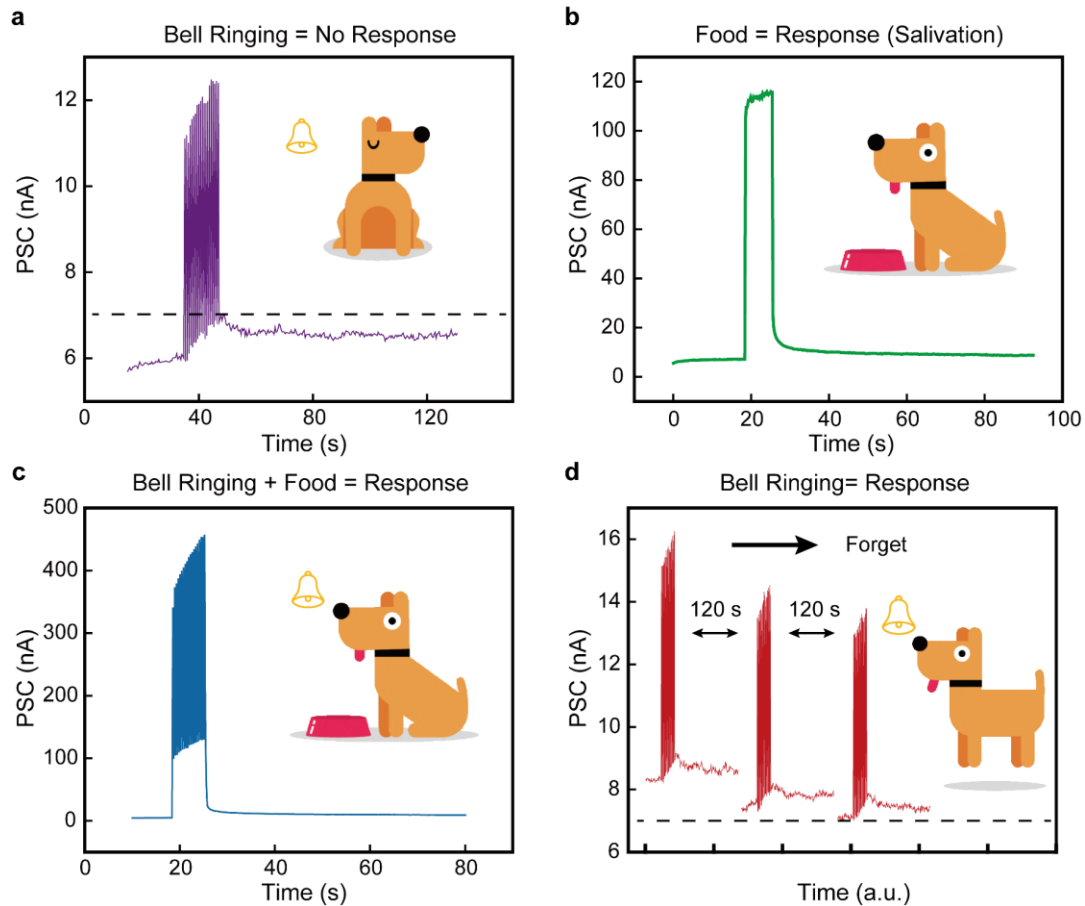 a
Bell Ringing = No Response
PSC (nA)
12
10
8
6
0
40
80
120
Time (s)
b
Food = Response (Salivation)
PSC (nA)
120
100
80
60
40
20
0
0
20
40
60
80
100
Time (s)
c
Bell Ringing + Food = Response
PSC (nA)
500
400
300
200
100
0
0
20
40
60
80
Time (s)
d
Bell Ringing= Response
PSC (nA)
18
16
14
12
10
8
6
Forget
120 s
120 s
Time (a.u.)